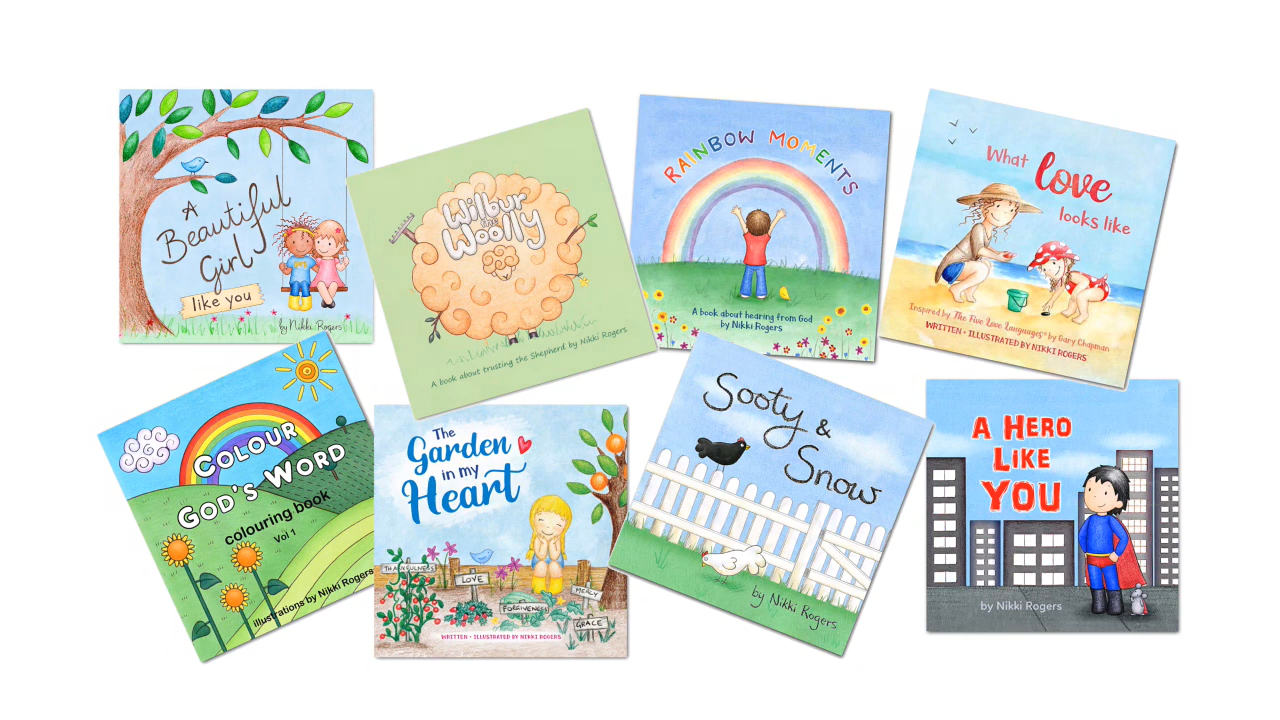 A
Beautiful
Girl
like you
by Nikki Rogers
Wilbur
the
Woolly
A book about trusting the Shepherd by Nikki Rogers
RAINBOW MOMENTS
A book about hearing from God
by Nikki Rogers
What love
looks like
Inspired by The Five Love Languages® by Gary Chapman
WRITTEN + ILLUSTRATED BY NIKKI ROGERS
COLOUR
GOD'S WORD
colouring book
Vol 1
illustrations by Nikki Rogers
The
Garden
in my
Heart
THANKFULNESS
LOVE
FORGIVENESS
MERCY
GRACE
WRITTEN + ILLUSTRATED BY NIKKI ROGERS
Sooty
&
Snow
by Nikki Rogers
A HERO
LIKE
YOU
by Nikki Rogers